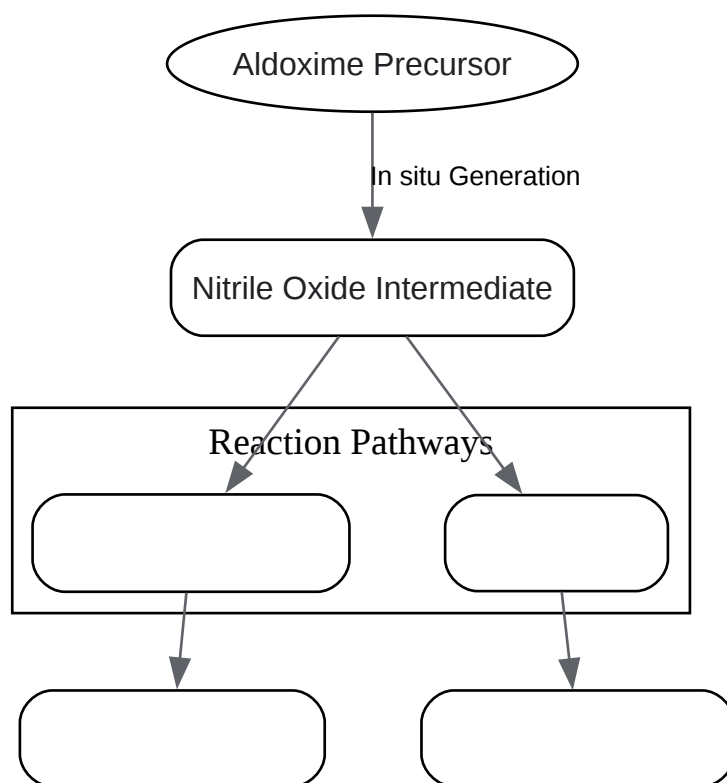 Aldoxime Precursor
In situ Generation
Nitrile Oxide Intermediate
Reaction Pathways